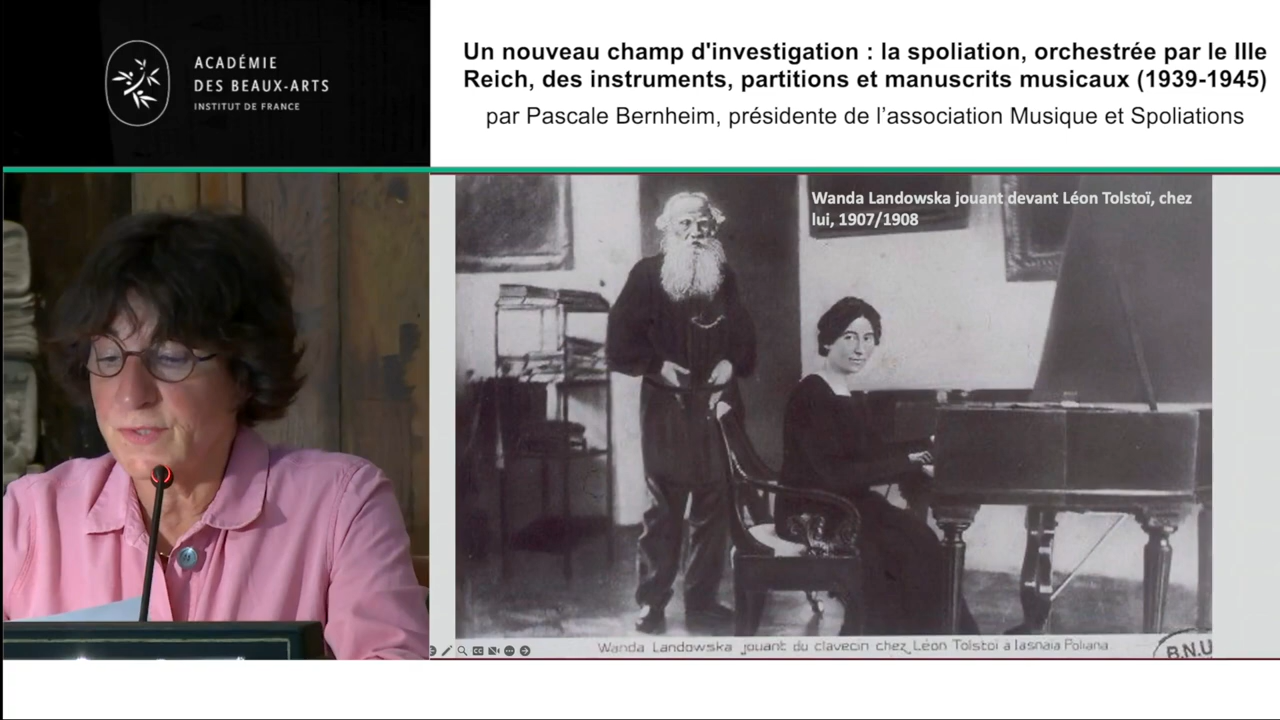 ACADÉMIE
DES BEAUX-ARTS
INSTITUT DE FRANCE
Un nouveau champ d'investigation : la spoliation, orchestrée par le IIIe
Reich, des instruments, partitions et manuscrits musicaux (1939-1945)
par Pascale Bernheim, présidente de l'association Musique et Spoliations
Wanda Landowska jouant devant Léon Tolstoï, chez
lui, 1907/1908
Wanda Landowska jouant du clavecin chez Léon Tolstoi à Iasnaia Poliana
B.N.U